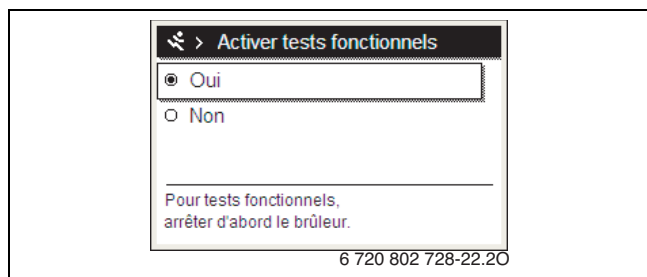 > Activer tests fonctionnels
Oui
Non
Pour tests fonctionnels,
arrêter d'abord le brûleur.
6 720 802 728-22.2O